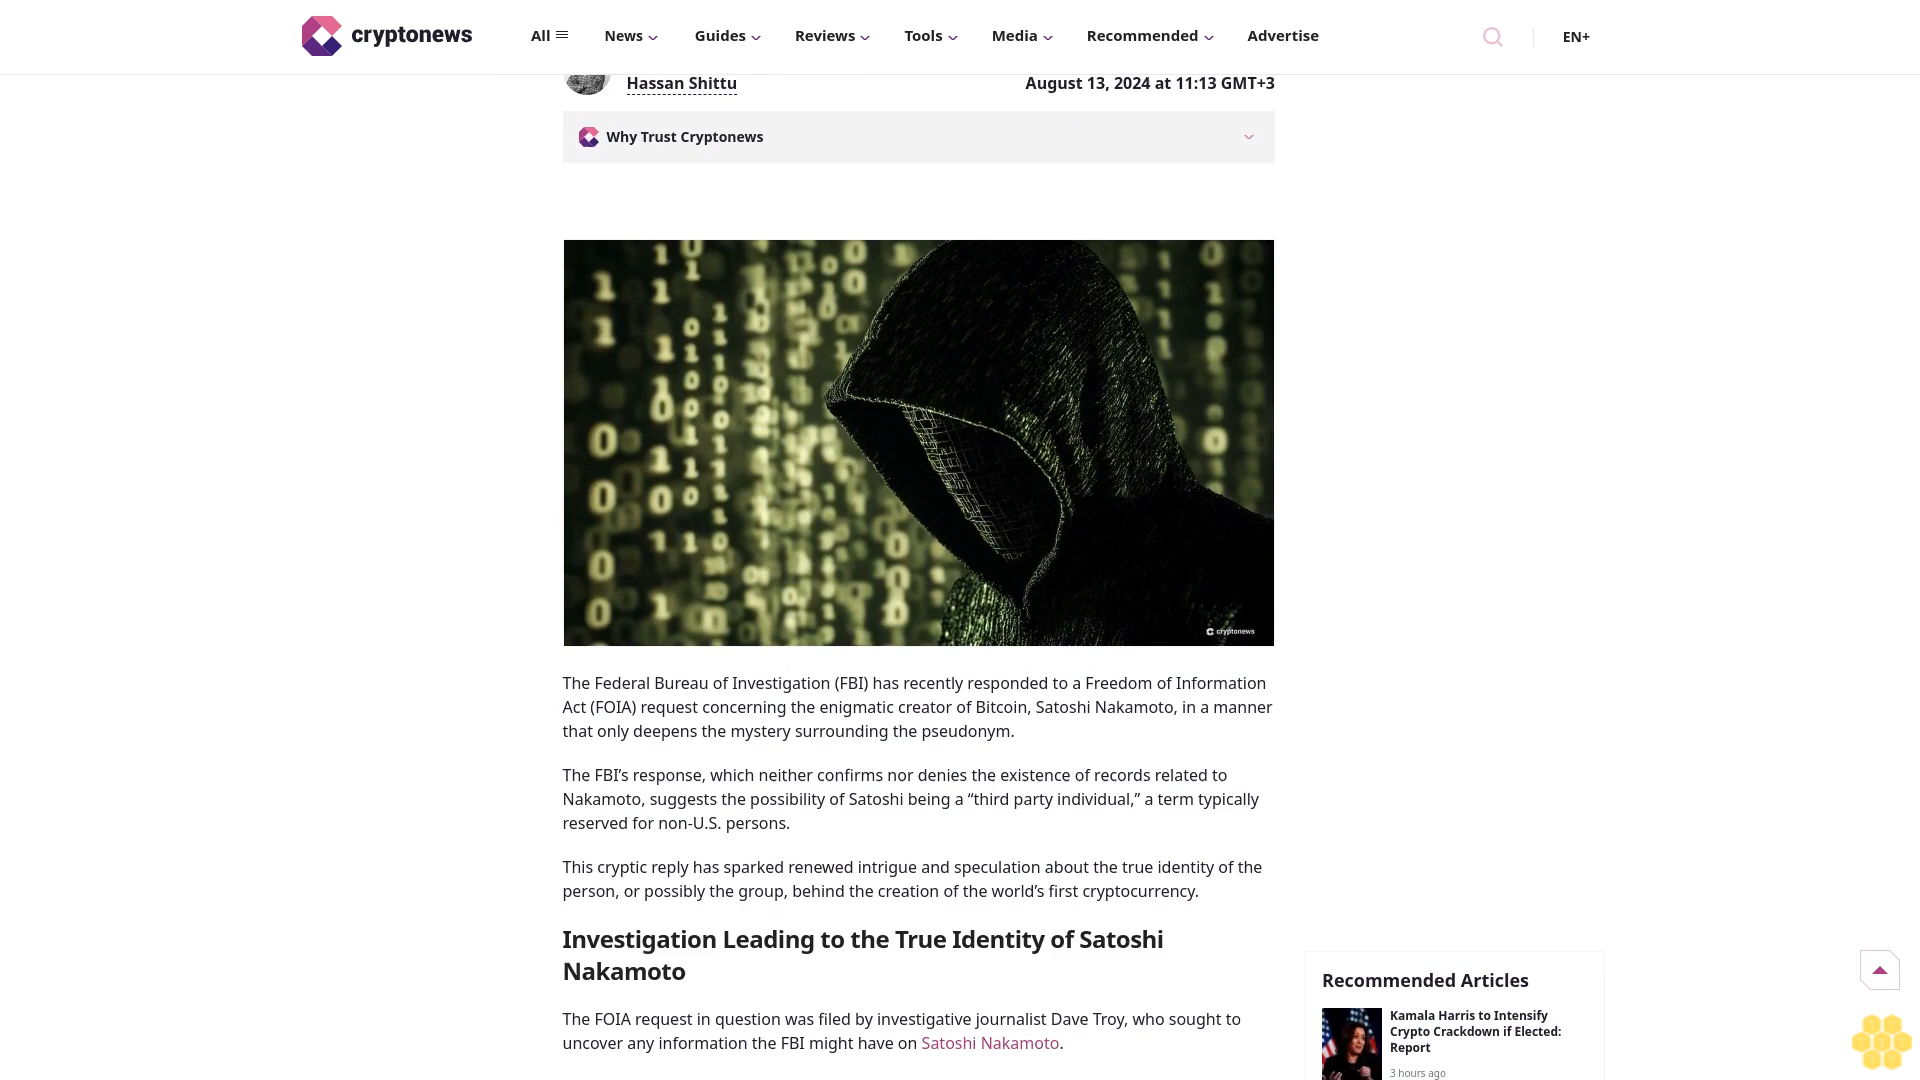 cryptonews
All
News
Guides
Reviews
Tools
Media
Recommended
Advertise
EN+
Hassan Shittu
August 13, 2024 at 11:13 GMT+3
Why Trust Cryptonews
cryptonews
The Federal Bureau of Investigation (FBI) has recently responded to a Freedom of Information
Act (FOIA) request concerning the enigmatic creator of Bitcoin, Satoshi Nakamoto, in a manner
that only deepens the mystery surrounding the pseudonym.
The FBI’s response, which neither confirms nor denies the existence of records related to
Nakamoto, suggests the possibility of Satoshi being a “third party individual,” a term typically
reserved for non-U.S. persons.
This cryptic reply has sparked renewed intrigue and speculation about the true identity of the
person, or possibly the group, behind the creation of the world’s first cryptocurrency.
Investigation Leading to the True Identity of Satoshi
Nakamoto
The FOIA request in question was filed by investigative journalist Dave Troy, who sought to
uncover any information the FBI might have on Satoshi Nakamoto.
Recommended Articles
Kamala Harris to Intensify
Crypto Crackdown if Elected:
Report
3 hours ago